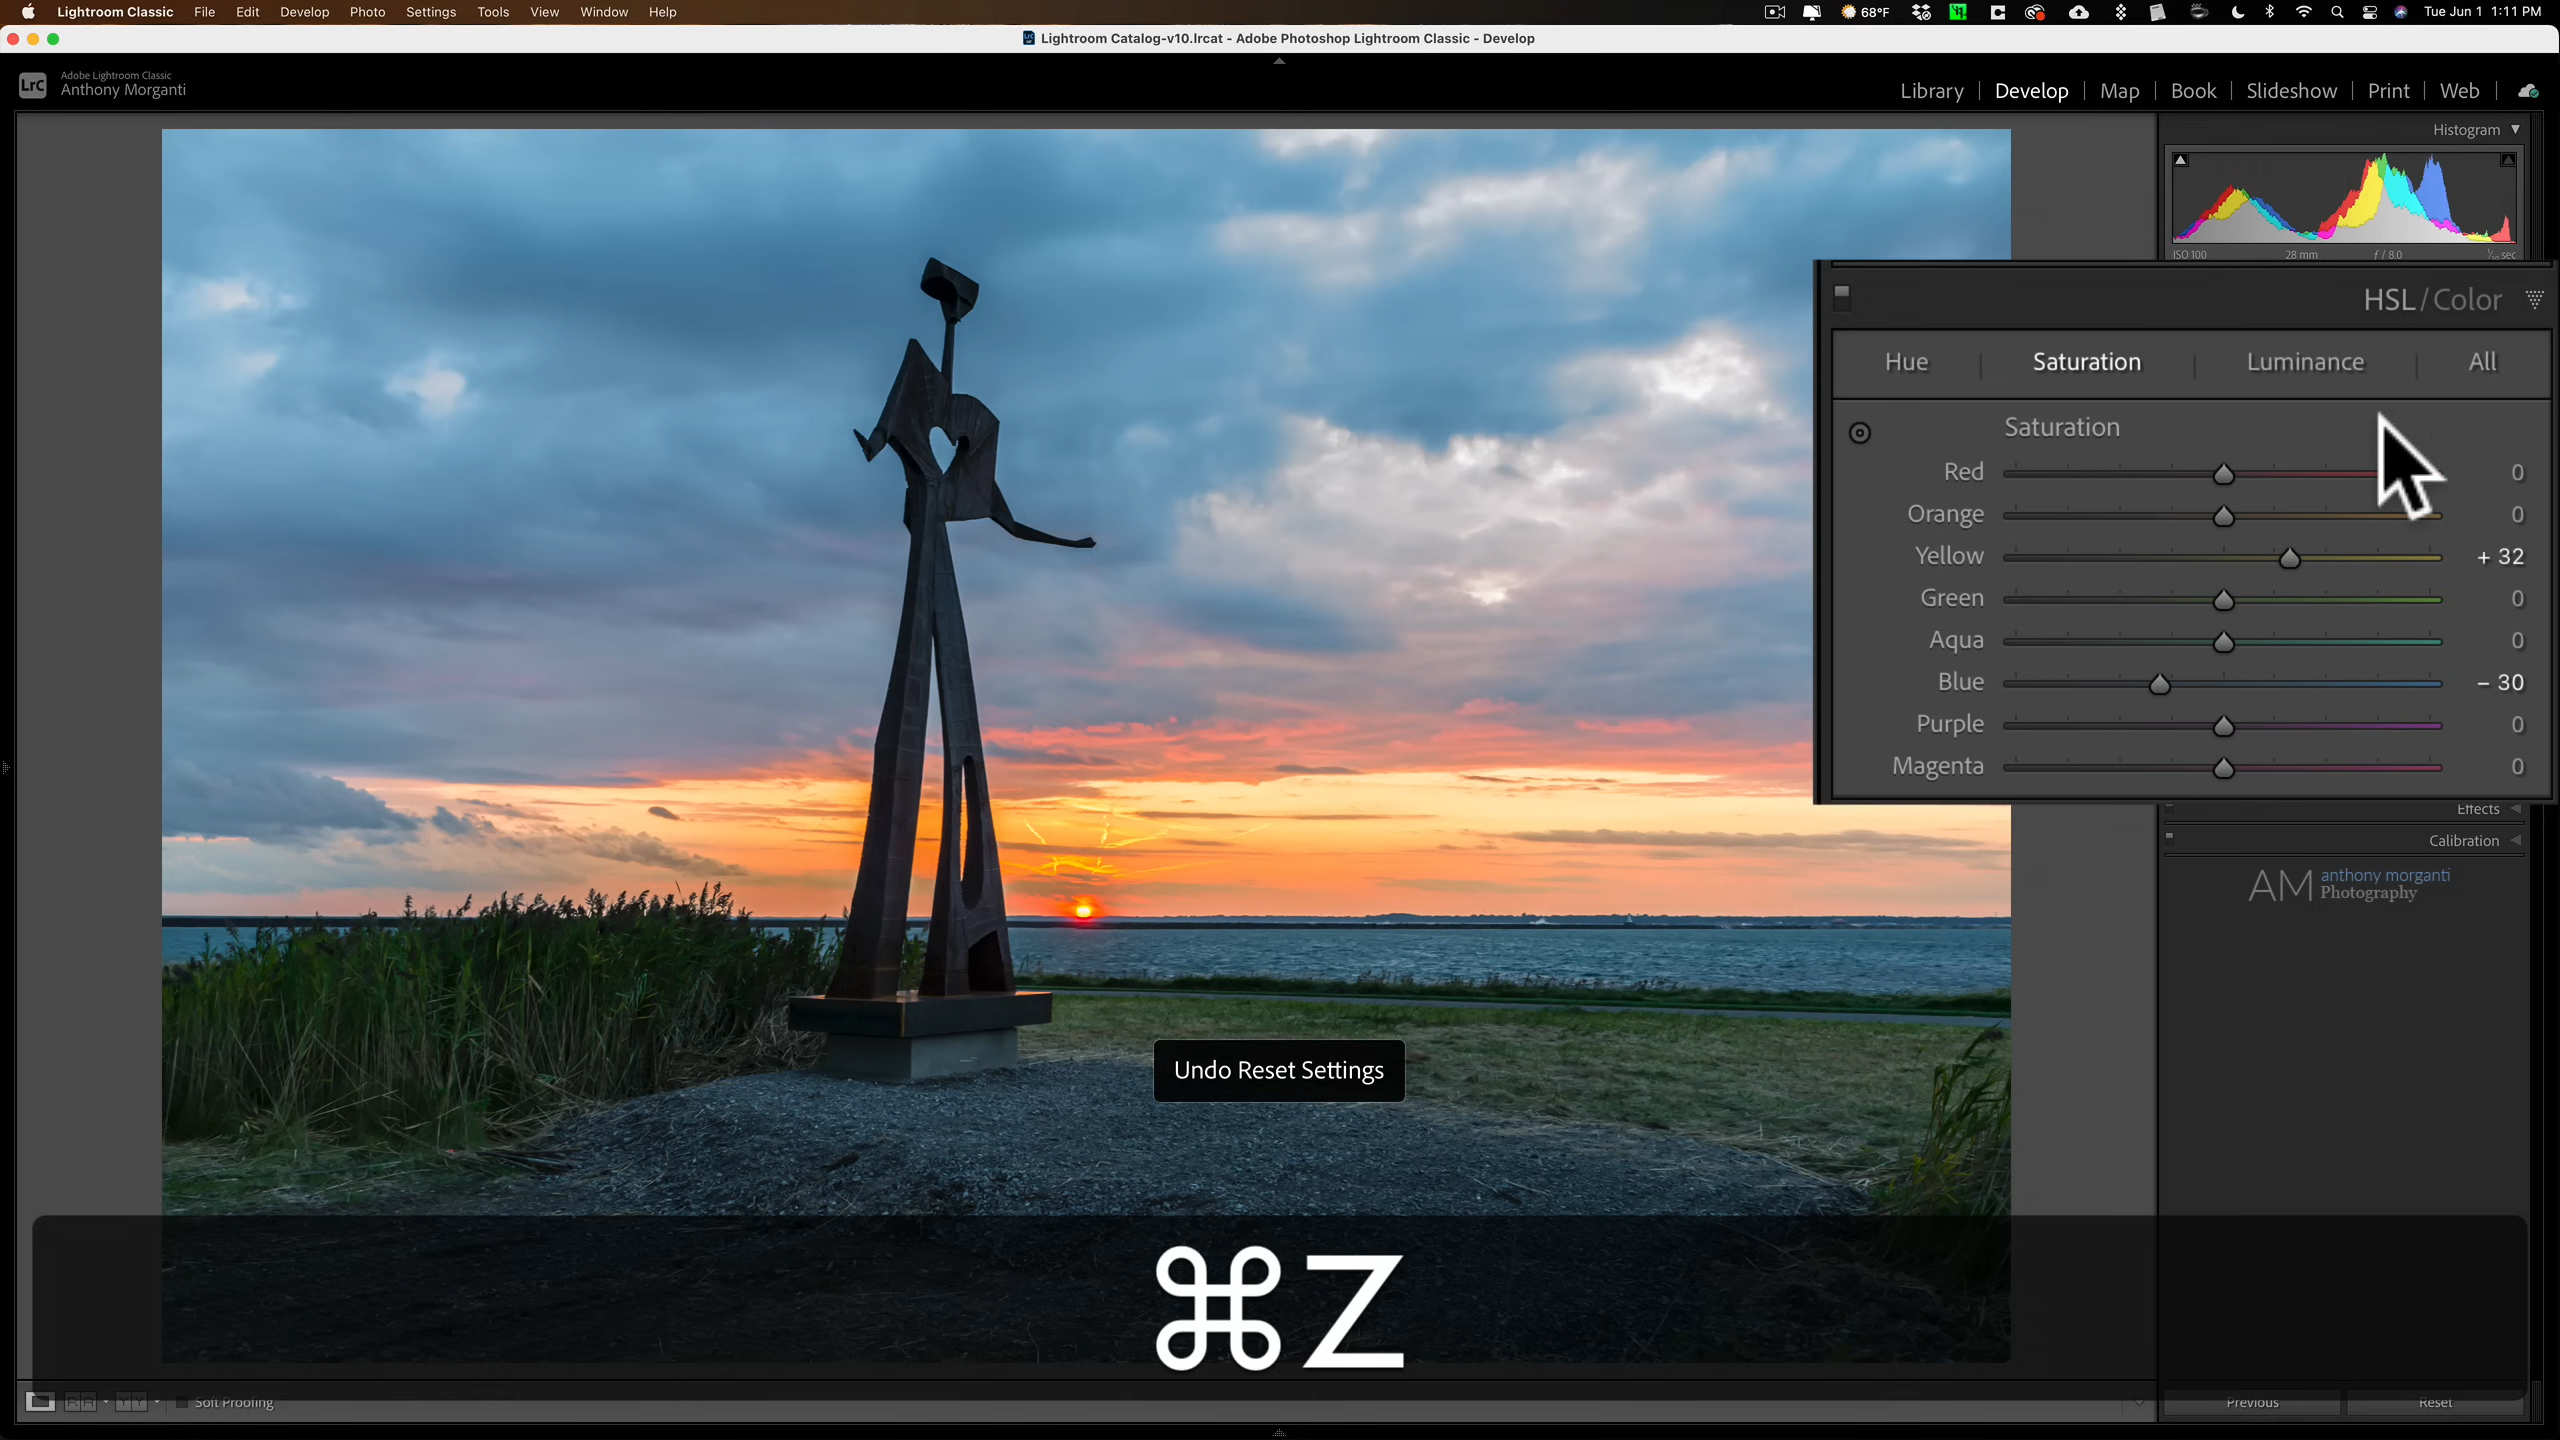 Lightroom Classic File Edit Develop Photo Settings Tools View Window Help 68°F Tue Jun 1 1:11 PM
Lightroom Catalog-v10.lrcat - Adobe Photoshop Lightroom Classic - Develop
LrC Adobe Lightroom Classic
Anthony Morganti
Library | Develop | Map | Book | Slideshow | Print | Web
Histogram
ISO 100 28 mm ƒ / 8.0 sec
HSL / Color
Hue | Saturation | Luminance | All
Saturation
Red 0
Orange 0
Yellow + 32
Green 0
Aqua 0
Blue – 30
Purple 0
Magenta 0
Effects
Calibration
AM anthony morganti
Photography
Undo Reset Settings
⌘Z
Soft Proofing
Previous Reset